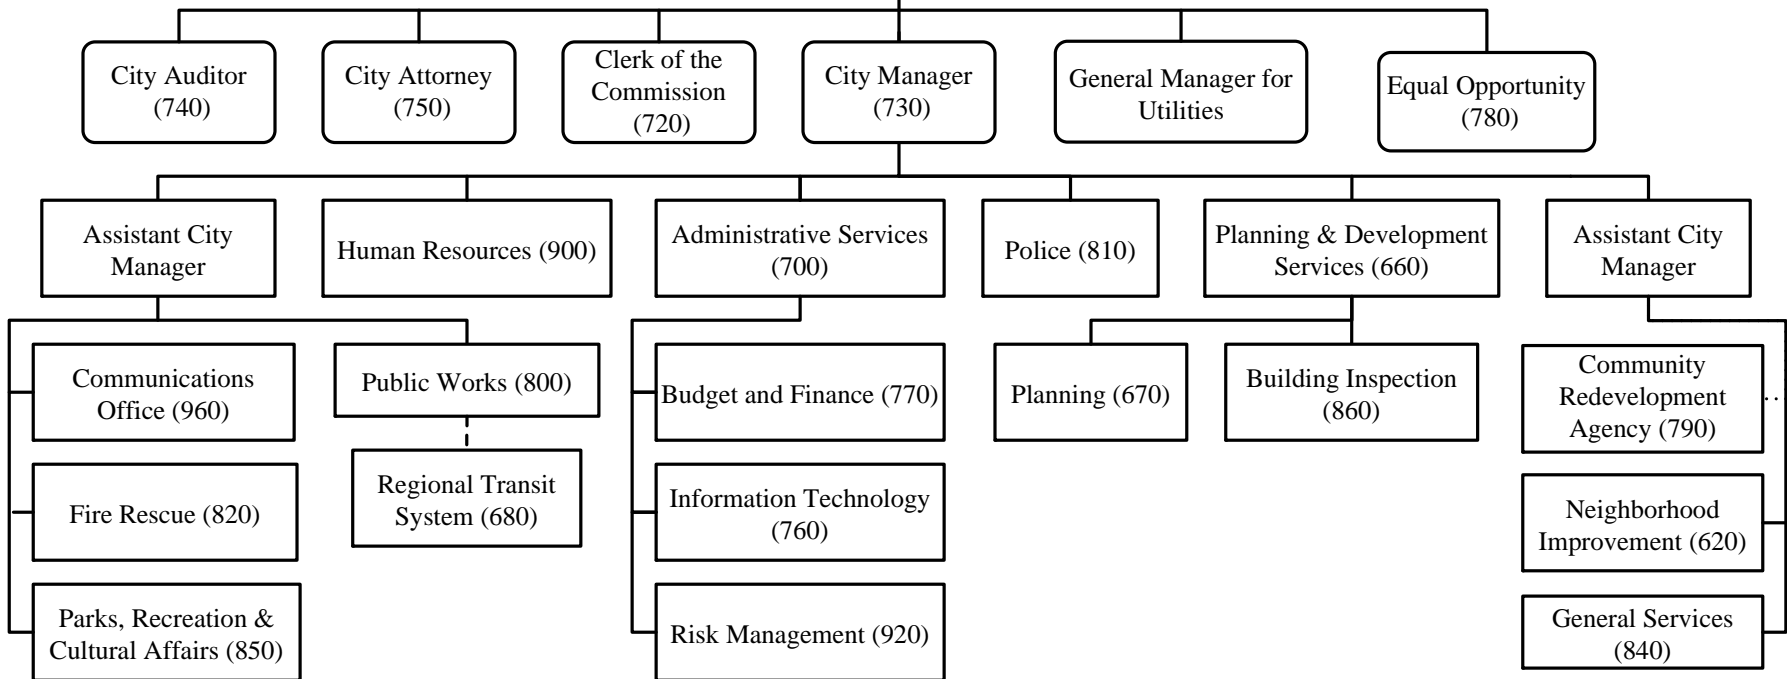 City Auditor
(740)
City Attorney
(750)
Clerk of the
Commission
(720)
City Manager
(730)
General Manager for
Utilities
Equal Opportunity
(780)
Assistant City
Manager
Human Resources (900)
Administrative Services
(700)
Police (810)
Planning & Development
Services (660)
Assistant City
Manager
Communications
Office (960)
Public Works (800)
Budget and Finance (770)
Planning (670)
Building Inspection
(860)
Community
Redevelopment
Agency (790)
Fire Rescue (820)
Regional Transit
System (680)
Information Technology
(760)
Neighborhood
Improvement (620)
Parks, Recreation &
Cultural Affairs (850)
Risk Management (920)
General Services
(840)